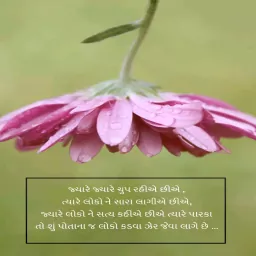 જ્યારે જ્યારે ચુપ રહીએ છીએ ,
ત્યારે લોકો ને સારા લાગીએ છીએ,
જ્યારે લોકો ને સત્ય કહીએ છીએ ત્યારે પારકા
તો શું પોતાના જ લોકો કડવા ઝેર જેવા લાગે છે ...